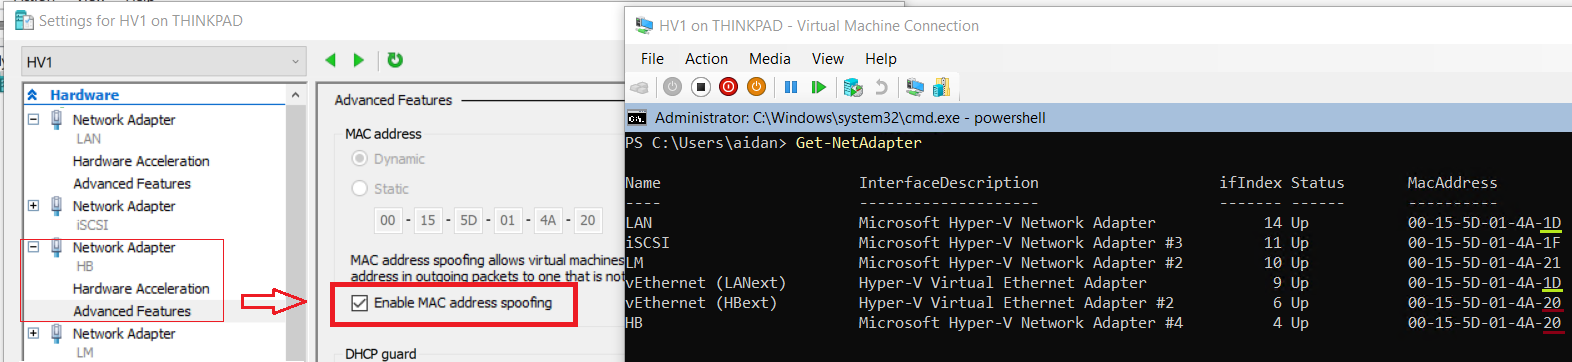 Settings for HV1 on THINKPAD
HV1
Hardware
Network Adapter
LAN
Hardware Acceleration
Advanced Features
Network Adapter
iSCSI
Network Adapter
HB
Hardware Acceleration
Advanced Features
Network Adapter
LM
Advanced Features
MAC address
Dynamic
Static
00 - 15 - 5D - 01 - 4A - 20
MAC address spoofing allows virtual machines
address in outgoing packets to one that is not
Enable MAC address spoofing
DHCP guard
HV1 on THINKPAD - Virtual Machine Connection
File Action Media View Help
Administrator: C:\Windows\system32\cmd.exe - powershell
PS C:\Users\aidan> Get-NetAdapter
Name InterfaceDescription ifIndex Status MacAddress
---- -------------------- ------- ------ ----------
LAN Microsoft Hyper-V Network Adapter 14 Up 00-15-5D-01-4A-1D
iSCSI Microsoft Hyper-V Network Adapter #3 11 Up 00-15-5D-01-4A-1F
LM Microsoft Hyper-V Network Adapter #2 10 Up 00-15-5D-01-4A-21
vEthernet (LANext) Hyper-V Virtual Ethernet Adapter 9 Up 00-15-5D-01-4A-1D
vEthernet (HBext) Hyper-V Virtual Ethernet Adapter #2 6 Up 00-15-5D-01-4A-20
HB Microsoft Hyper-V Network Adapter #4 4 Up 00-15-5D-01-4A-20